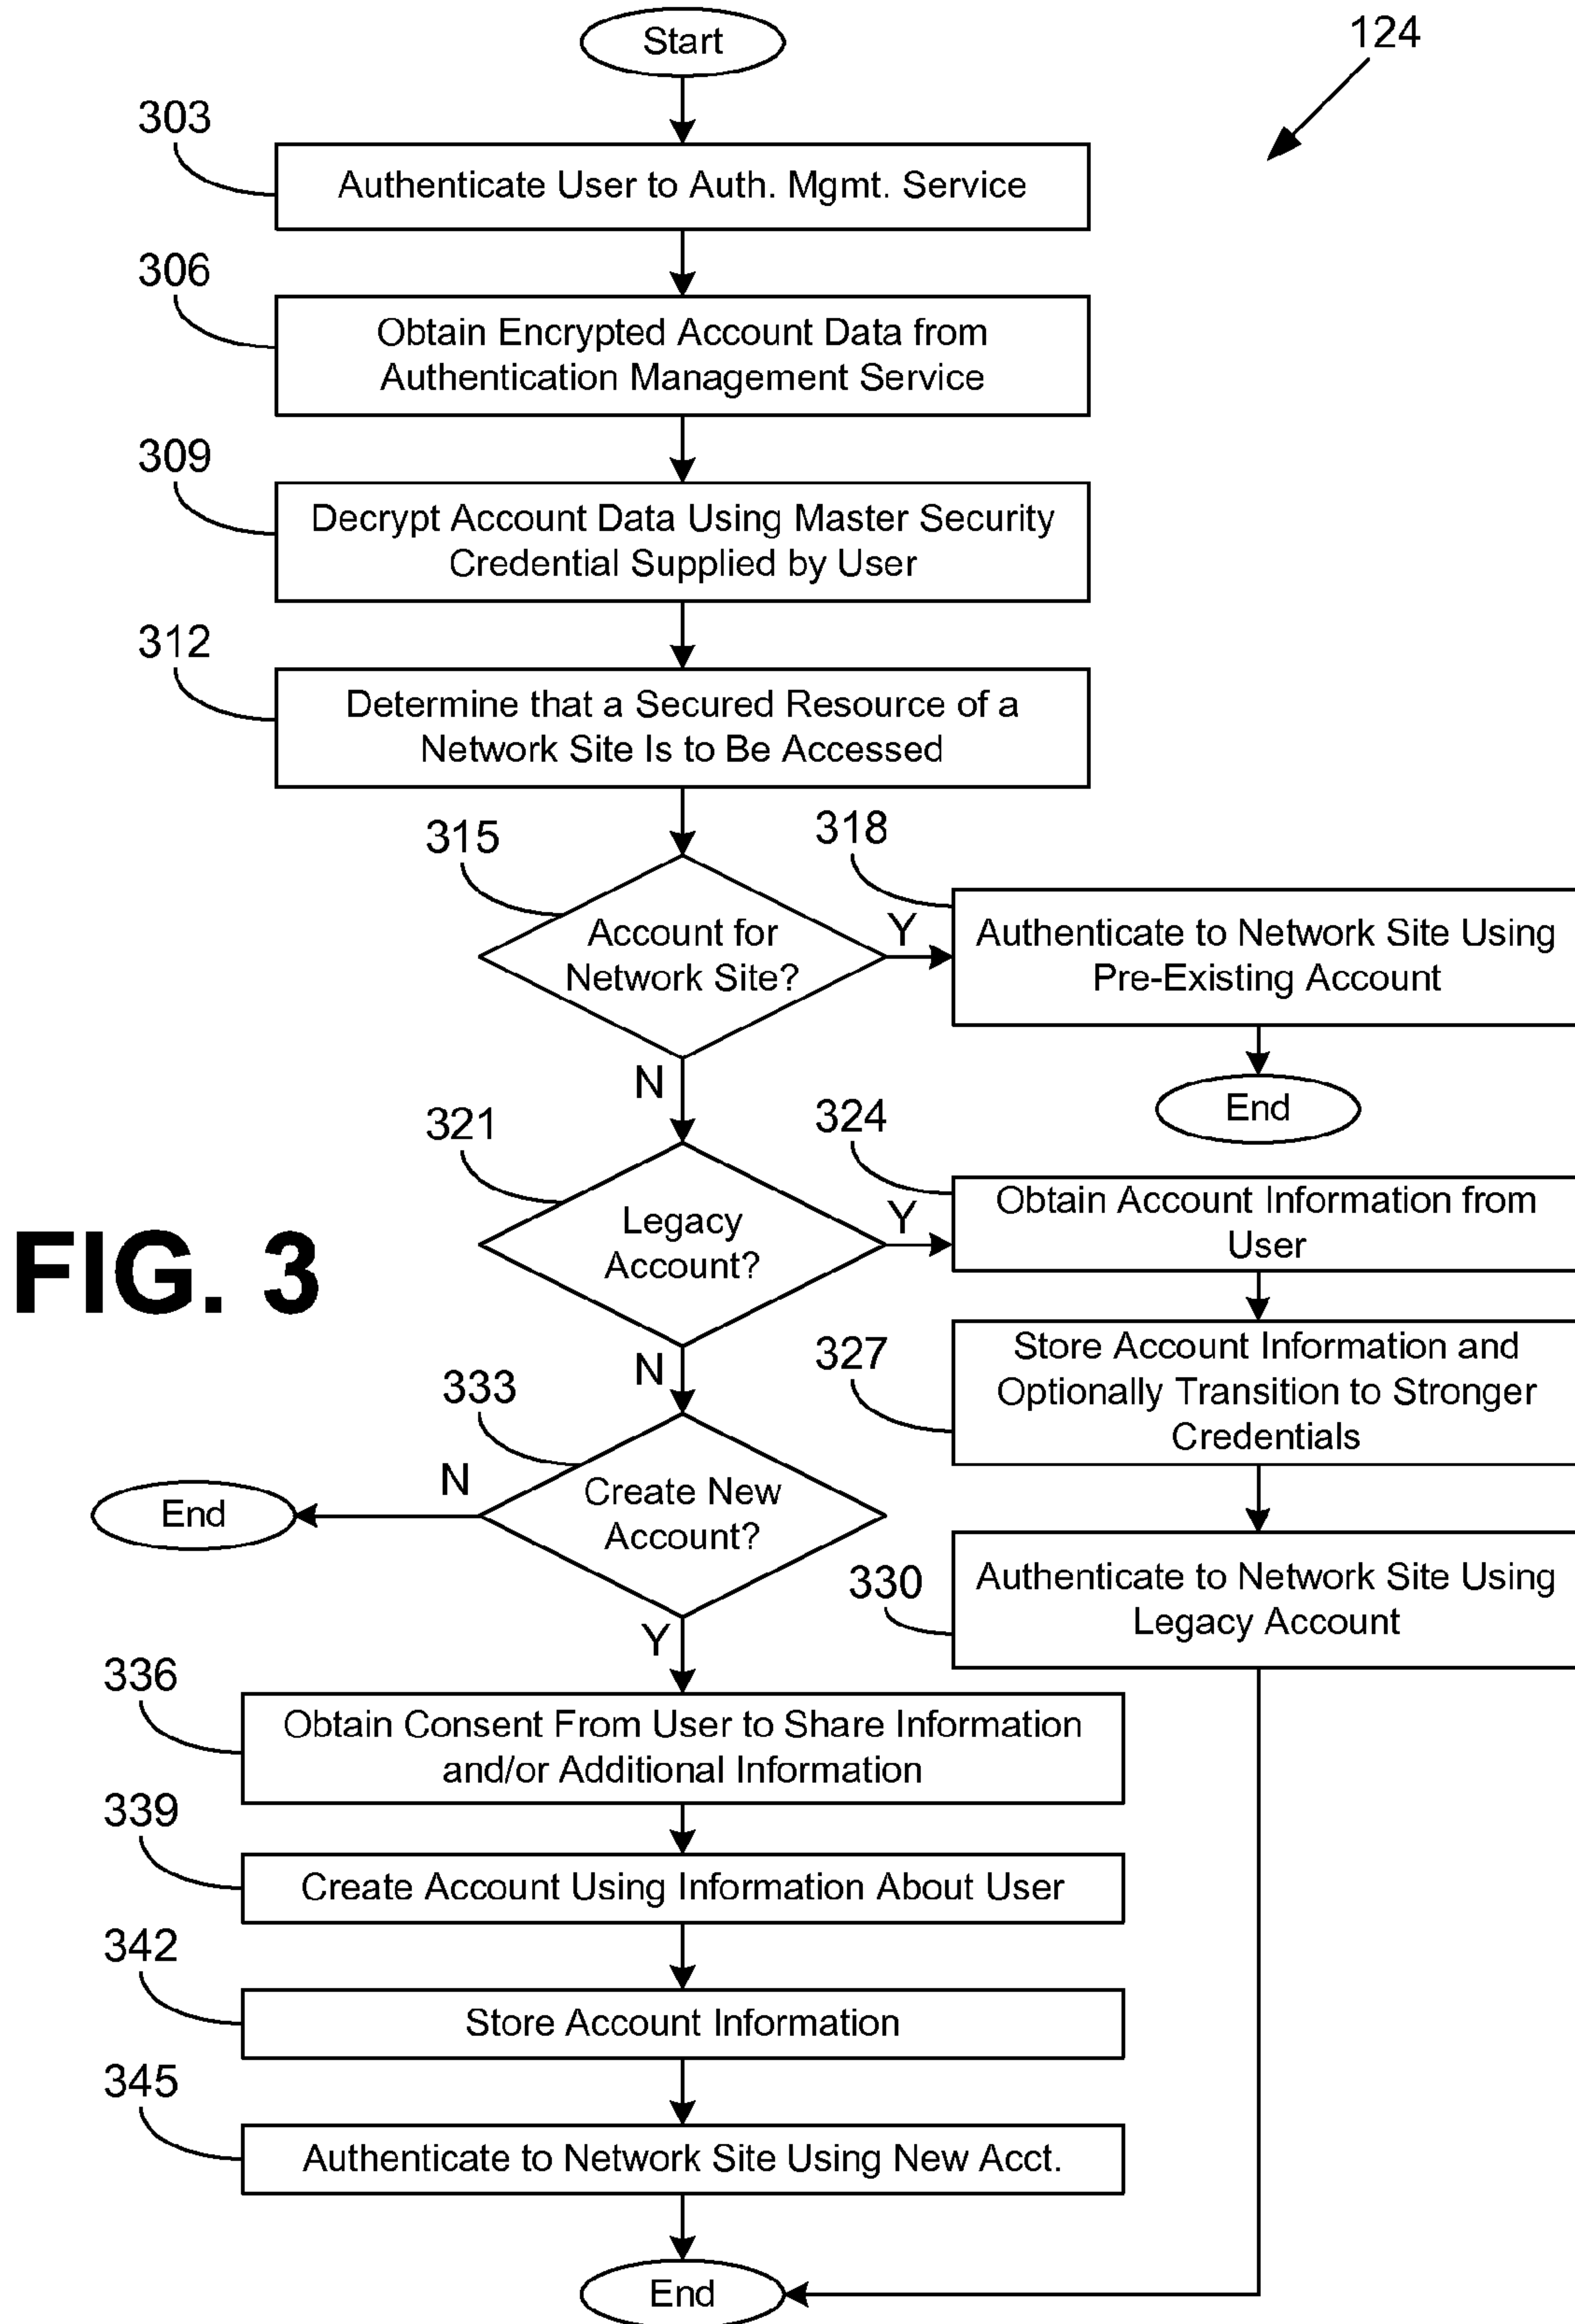 Start
124
303
Authenticate User to Auth. Mgmt. Service
306
Obtain Encrypted Account Data from
Authentication Management Service
309
Decrypt Account Data Using Master Security
Credential Supplied by User
312
Determine that a Secured Resource of a
Network Site Is to Be Accessed
315
Account for
Network Site?
Y
318
Authenticate to Network Site Using
Pre-Existing Account
End
N
321
Legacy
Account?
Y
324
Obtain Account Information from
User
327
Store Account Information and
Optionally Transition to Stronger
Credentials
330
Authenticate to Network Site Using
Legacy Account
FIG. 3
N
333
Create New
Account?
N
End
Y
336
Obtain Consent From User to Share Information
and/or Additional Information
339
Create Account Using Information About User
342
Store Account Information
345
Authenticate to Network Site Using New Acct.
End